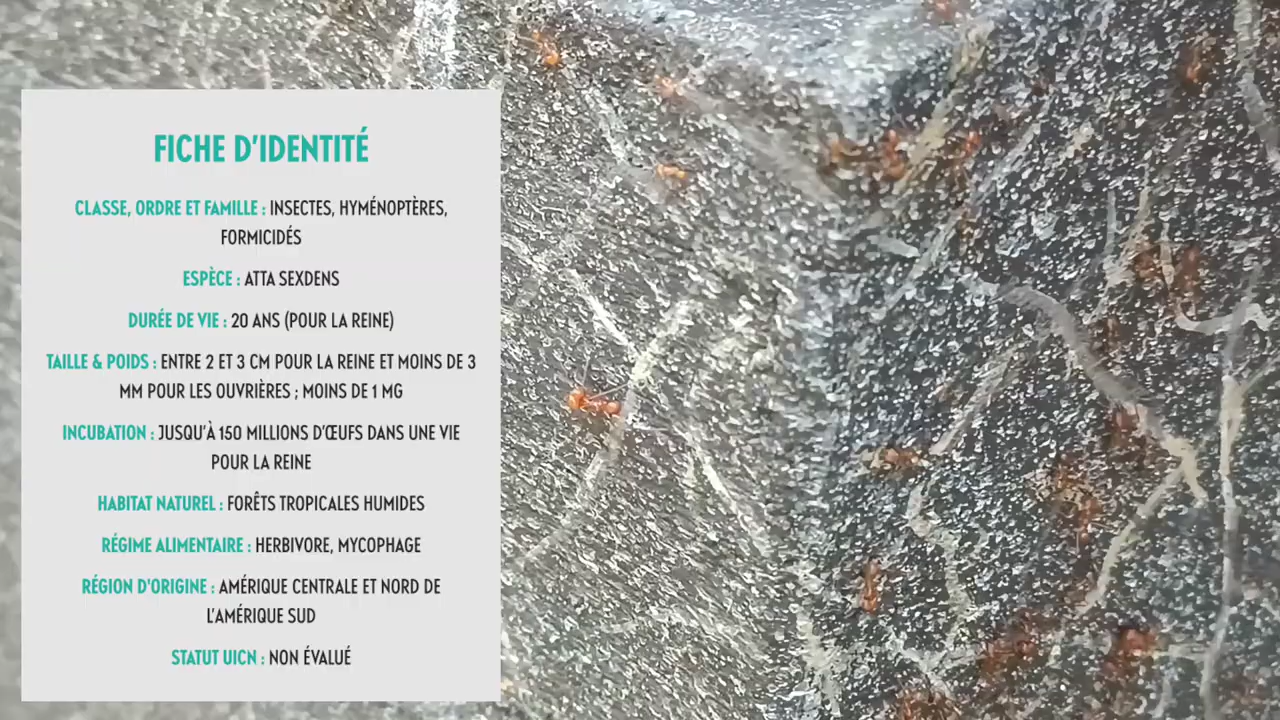 FICHE D'IDENTITÉ
CLASSE, ORDRE ET FAMILLE : INSECTES, HYMÉNOPTÈRES,
FORMICIDÉS
ESPÈCE : ATTA SEXDENS
DURÉE DE VIE : 20 ANS (POUR LA REINE)
TAILLE & POIDS : ENTRE 2 ET 3 CM POUR LA REINE ET MOINS DE 3
MM POUR LES OUVRIÈRES ; MOINS DE 1 MG
INCUBATION : JUSQU'À 150 MILLIONS D'ŒUFS DANS UNE VIE
POUR LA REINE
HABITAT NATUREL : FORÊTS TROPICALES HUMIDES
RÉGIME ALIMENTAIRE : HERBIVORE, MYCOPHAGE
RÉGION D'ORIGINE : AMÉRIQUE CENTRALE ET NORD DE
L'AMÉRIQUE SUD
STATUT UICN : NON ÉVALUÉ